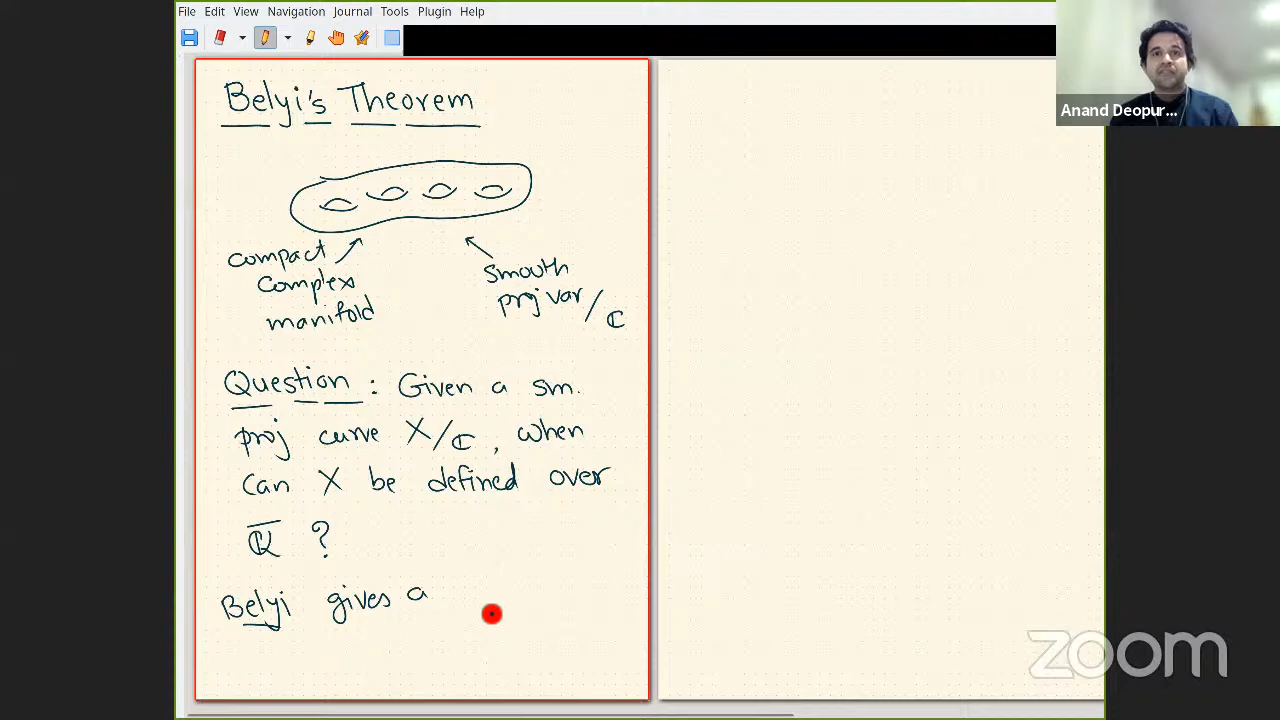 File Edit View Navigation Journal Tools Plugin Help
Anand Deopur...
Belyi's Theorem
compact
complex
manifold
smooth
proj var / ℂ
Question : Given a sm.
proj curve X/ℂ, when
can X be defined over
ℚ̅ ?
Belyi gives a
zoom